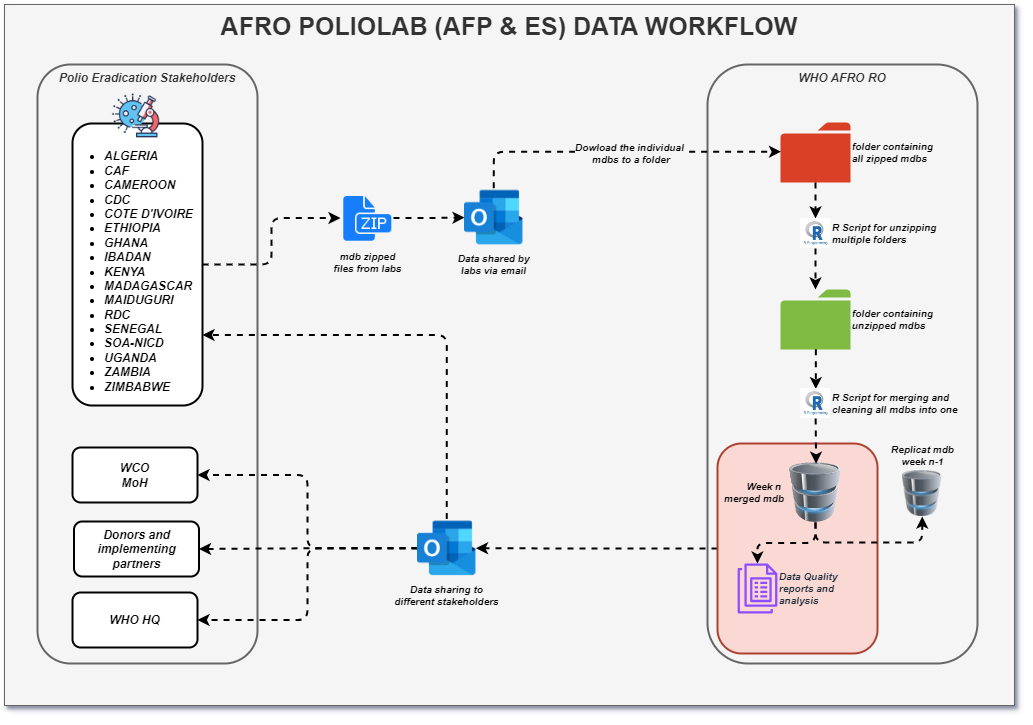 AFRO POLIOLAB (AFP & ES) DATA WORKFLOW
Polio Eradication Stakeholders
ALGERIA
CAF
CAMEROON
CDC
COTE D'IVOIRE
ETHIOPIA
GHANA
IBADAN
KENYA
MADAGASCAR
MAIDUGURI
RDC
SENEGAL
SOA-NICD
UGANDA
ZAMBIA
ZIMBABWE
WCO
MoH
Donors and
implementing
partners
WHO HQ
ZIP
mdb zipped
files from labs
O
Data shared by
labs via email
Dowload the individual
mdbs to a folder
WHO AFRO RO
folder containing
all zipped mdbs
R
R Programming
R Script for unzipping
multiple folders
folder containing
unzipped mdbs
R
R Programming
R Script for merging and
cleaning all mdbs into one
Week n
merged mdb
Replicat mdb
week n-1
Data Quality
reports and
analysis
O
Data sharing to
different stakeholders